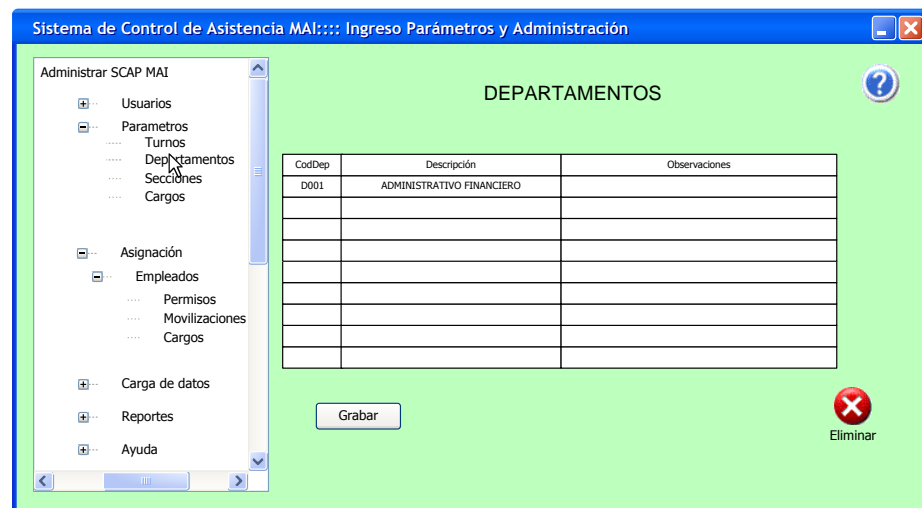 Sistema de Control de Asistencia MAI:::: Ingreso Parámetros y Administración
Administrar SCAP MAI
Usuarios
Parametros
Turnos
Departamentos
Secciones
Cargos
Asignación
Empleados
Permisos
Movilizaciones
Cargos
Carga de datos
Reportes
Ayuda
DEPARTAMENTOS
?
CodDep Descripción Observaciones
D001 ADMINISTRATIVO FINANCIERO
Grabar
Eliminar